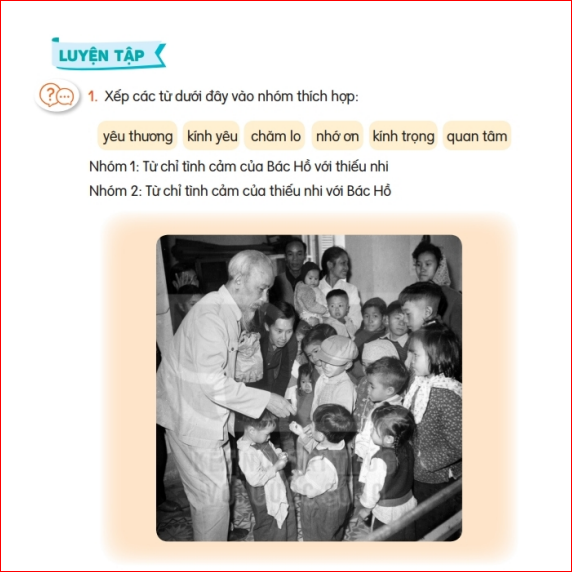 LUYỆN TẬP
1. Xếp các từ dưới đây vào nhóm thích hợp:
yêu thương kính yêu chăm lo nhớ ơn kính trọng quan tâm
Nhóm 1: Từ chỉ tình cảm của Bác Hồ với thiếu nhi
Nhóm 2: Từ chỉ tình cảm của thiếu nhi với Bác Hồ